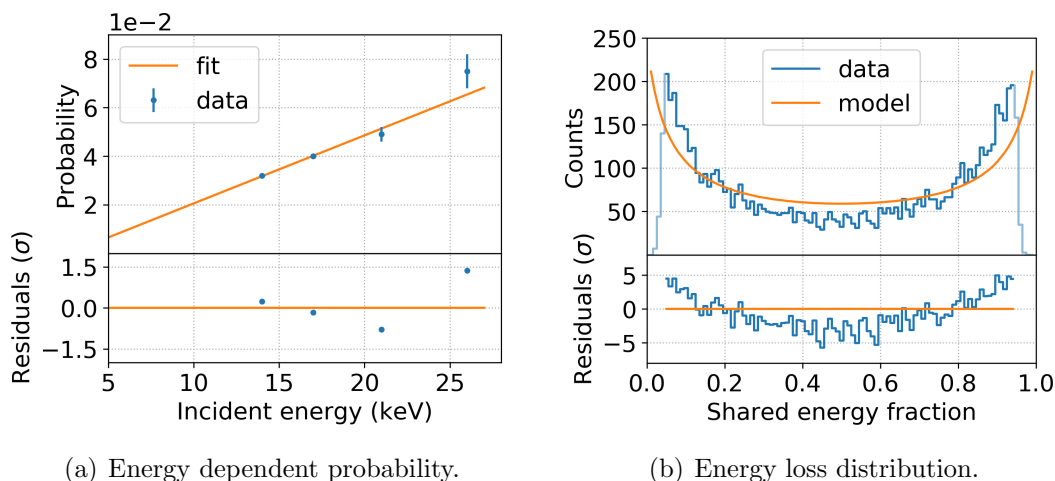 1e−2
8
6
4
2
Probability
fit
data
1.5
0.0
−1.5
Residuals (σ)
5
10
15
20
25
Incident energy (keV)
(a) Energy dependent probability.
250
200
150
100
50
Counts
data
model
5
0
−5
Residuals (σ)
0.0
0.2
0.4
0.6
0.8
1.0
Shared energy fraction
(b) Energy loss distribution.